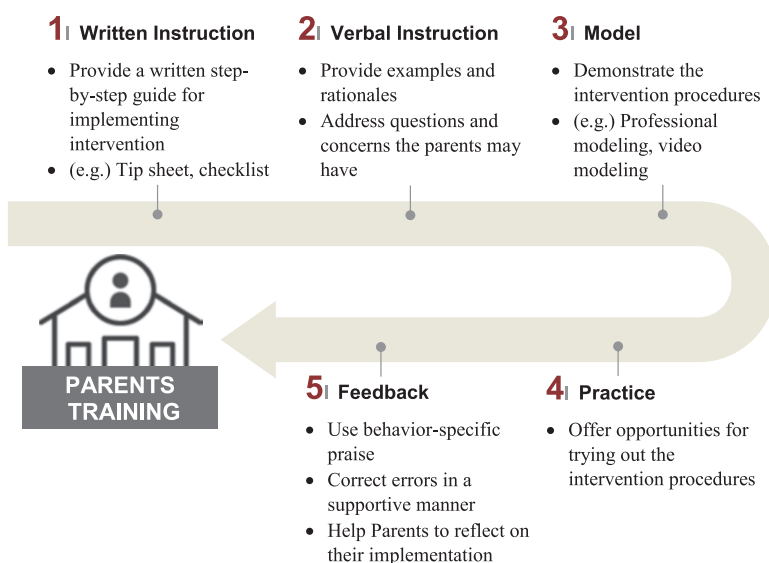 1| Written Instruction
• Provide a written step-
by-step guide for
implementing
intervention
• (e.g.) Tip sheet, checklist
2| Verbal Instruction
• Provide examples and
rationales
• Address questions and
concerns the parents may
have
3| Model
• Demonstrate the
intervention procedures
• (e.g.) Professional
modeling, video
modeling
PARENTS
TRAINING
4| Practice
• Offer opportunities for
trying out the
intervention procedures
5| Feedback
• Use behavior-specific
praise
• Correct errors in a
supportive manner
• Help Parents to reflect on
their implementation